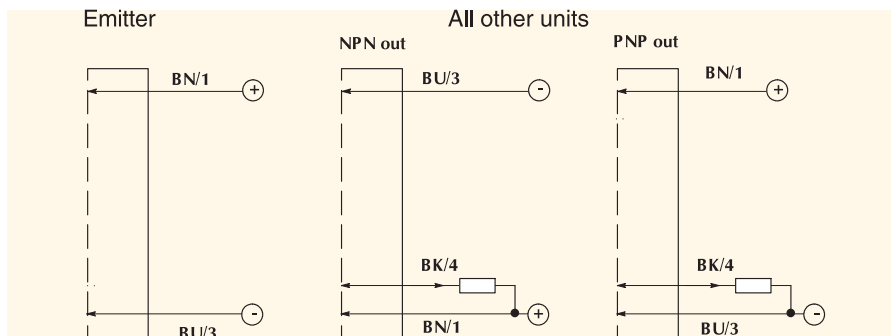 Emitter
All other units
NPN out
PNP out
BN/1
+
BU/3
-
BN/1
+
BK/4
BK/4
-
BU/3
BN/1
+
BU/3
-